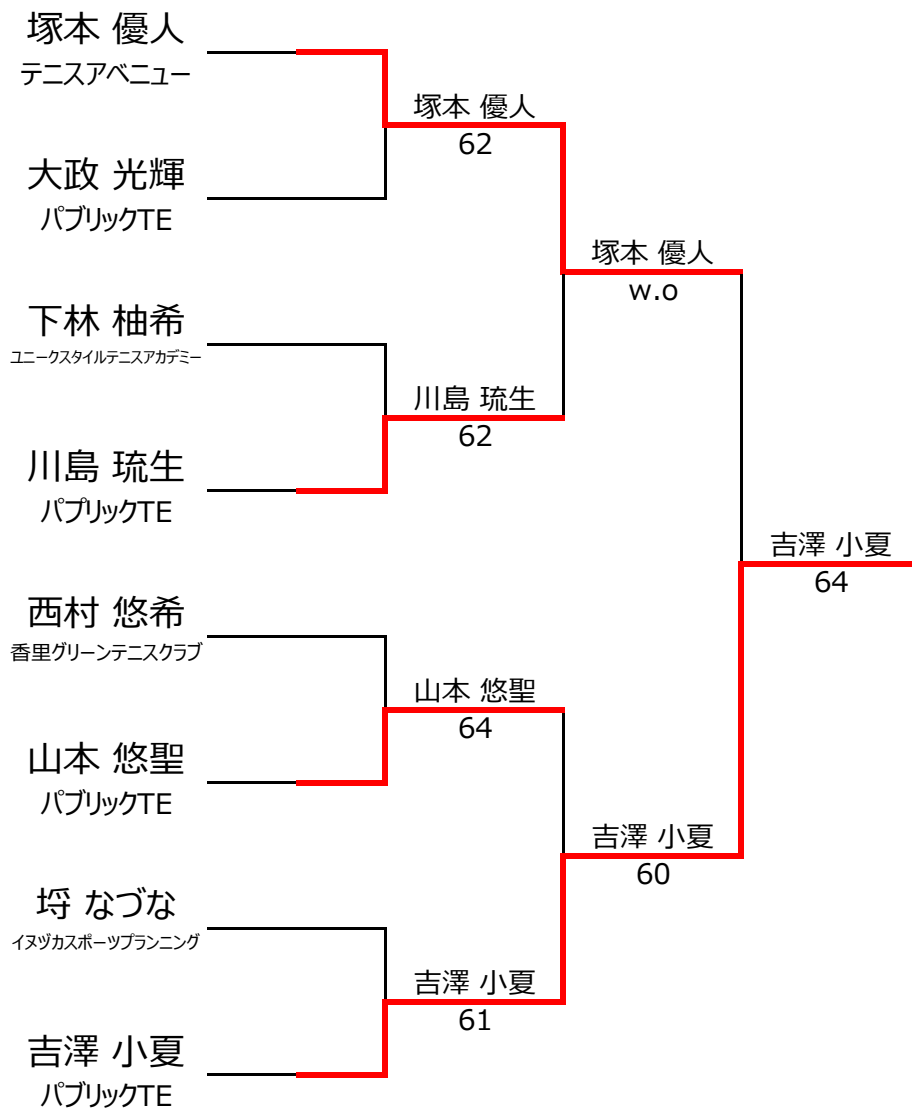 塚本 優人
テニスアベニュー
大政 光輝
パブリックTE
下林 柚希
ユニークスタイルテニスアカデミー
川島 琉生
パプリックTE
西村 悠希
香里グリーンテニスクラブ
山本 悠聖
パブリックTE
埒 なづな
イヌヅカスポーツプランニング
吉澤 小夏
パブリックTE
塚本 優人
62
川島 琉生
62
山本 悠聖
64
吉澤 小夏
61
塚本 優人
w.o
吉澤 小夏
60
吉澤 小夏
64